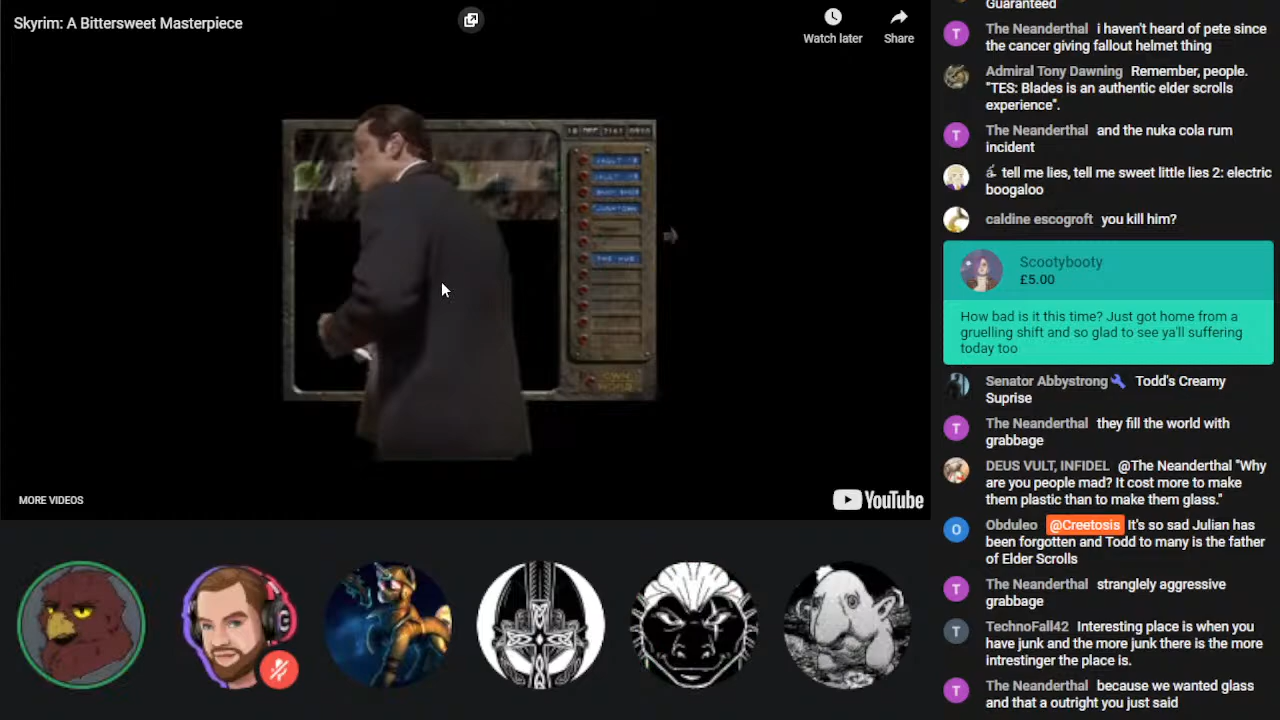 Skyrim: A Bittersweet Masterpiece
Watch later
Share
THE HUB
MORE VIDEOS
YouTube
Guaranteed
The Neanderthal i haven't heard of pete since
the cancer giving fallout helmet thing
Admiral Tony Dawning Remember, people.
"TES: Blades is an authentic elder scrolls
experience".
The Neanderthal and the nuka cola rum
incident
tell me lies, tell me sweet little lies 2: electric
boogaloo
caldine escogroft you kill him?
Scootybooty
£5.00
How bad is it this time? Just got home from a
gruelling shift and so glad to see ya'll suffering
today too
Senator Abbystrong Todd's Creamy
Suprise
The Neanderthal they fill the world with
grabbage
DEUS VULT, INFIDEL @The Neanderthal "Why
are you people mad? It cost more to make
them plastic than to make them glass."
Obduleo @Creetosis It's so sad Julian has
been forgotten and Todd to many is the father
of Elder Scrolls
The Neanderthal stranglely aggressive
grabbage
TechnoFall42 Interesting place is when you
have junk and the more junk there is the more
intrestinger the place is.
The Neanderthal because we wanted glass
and that a outright you just said